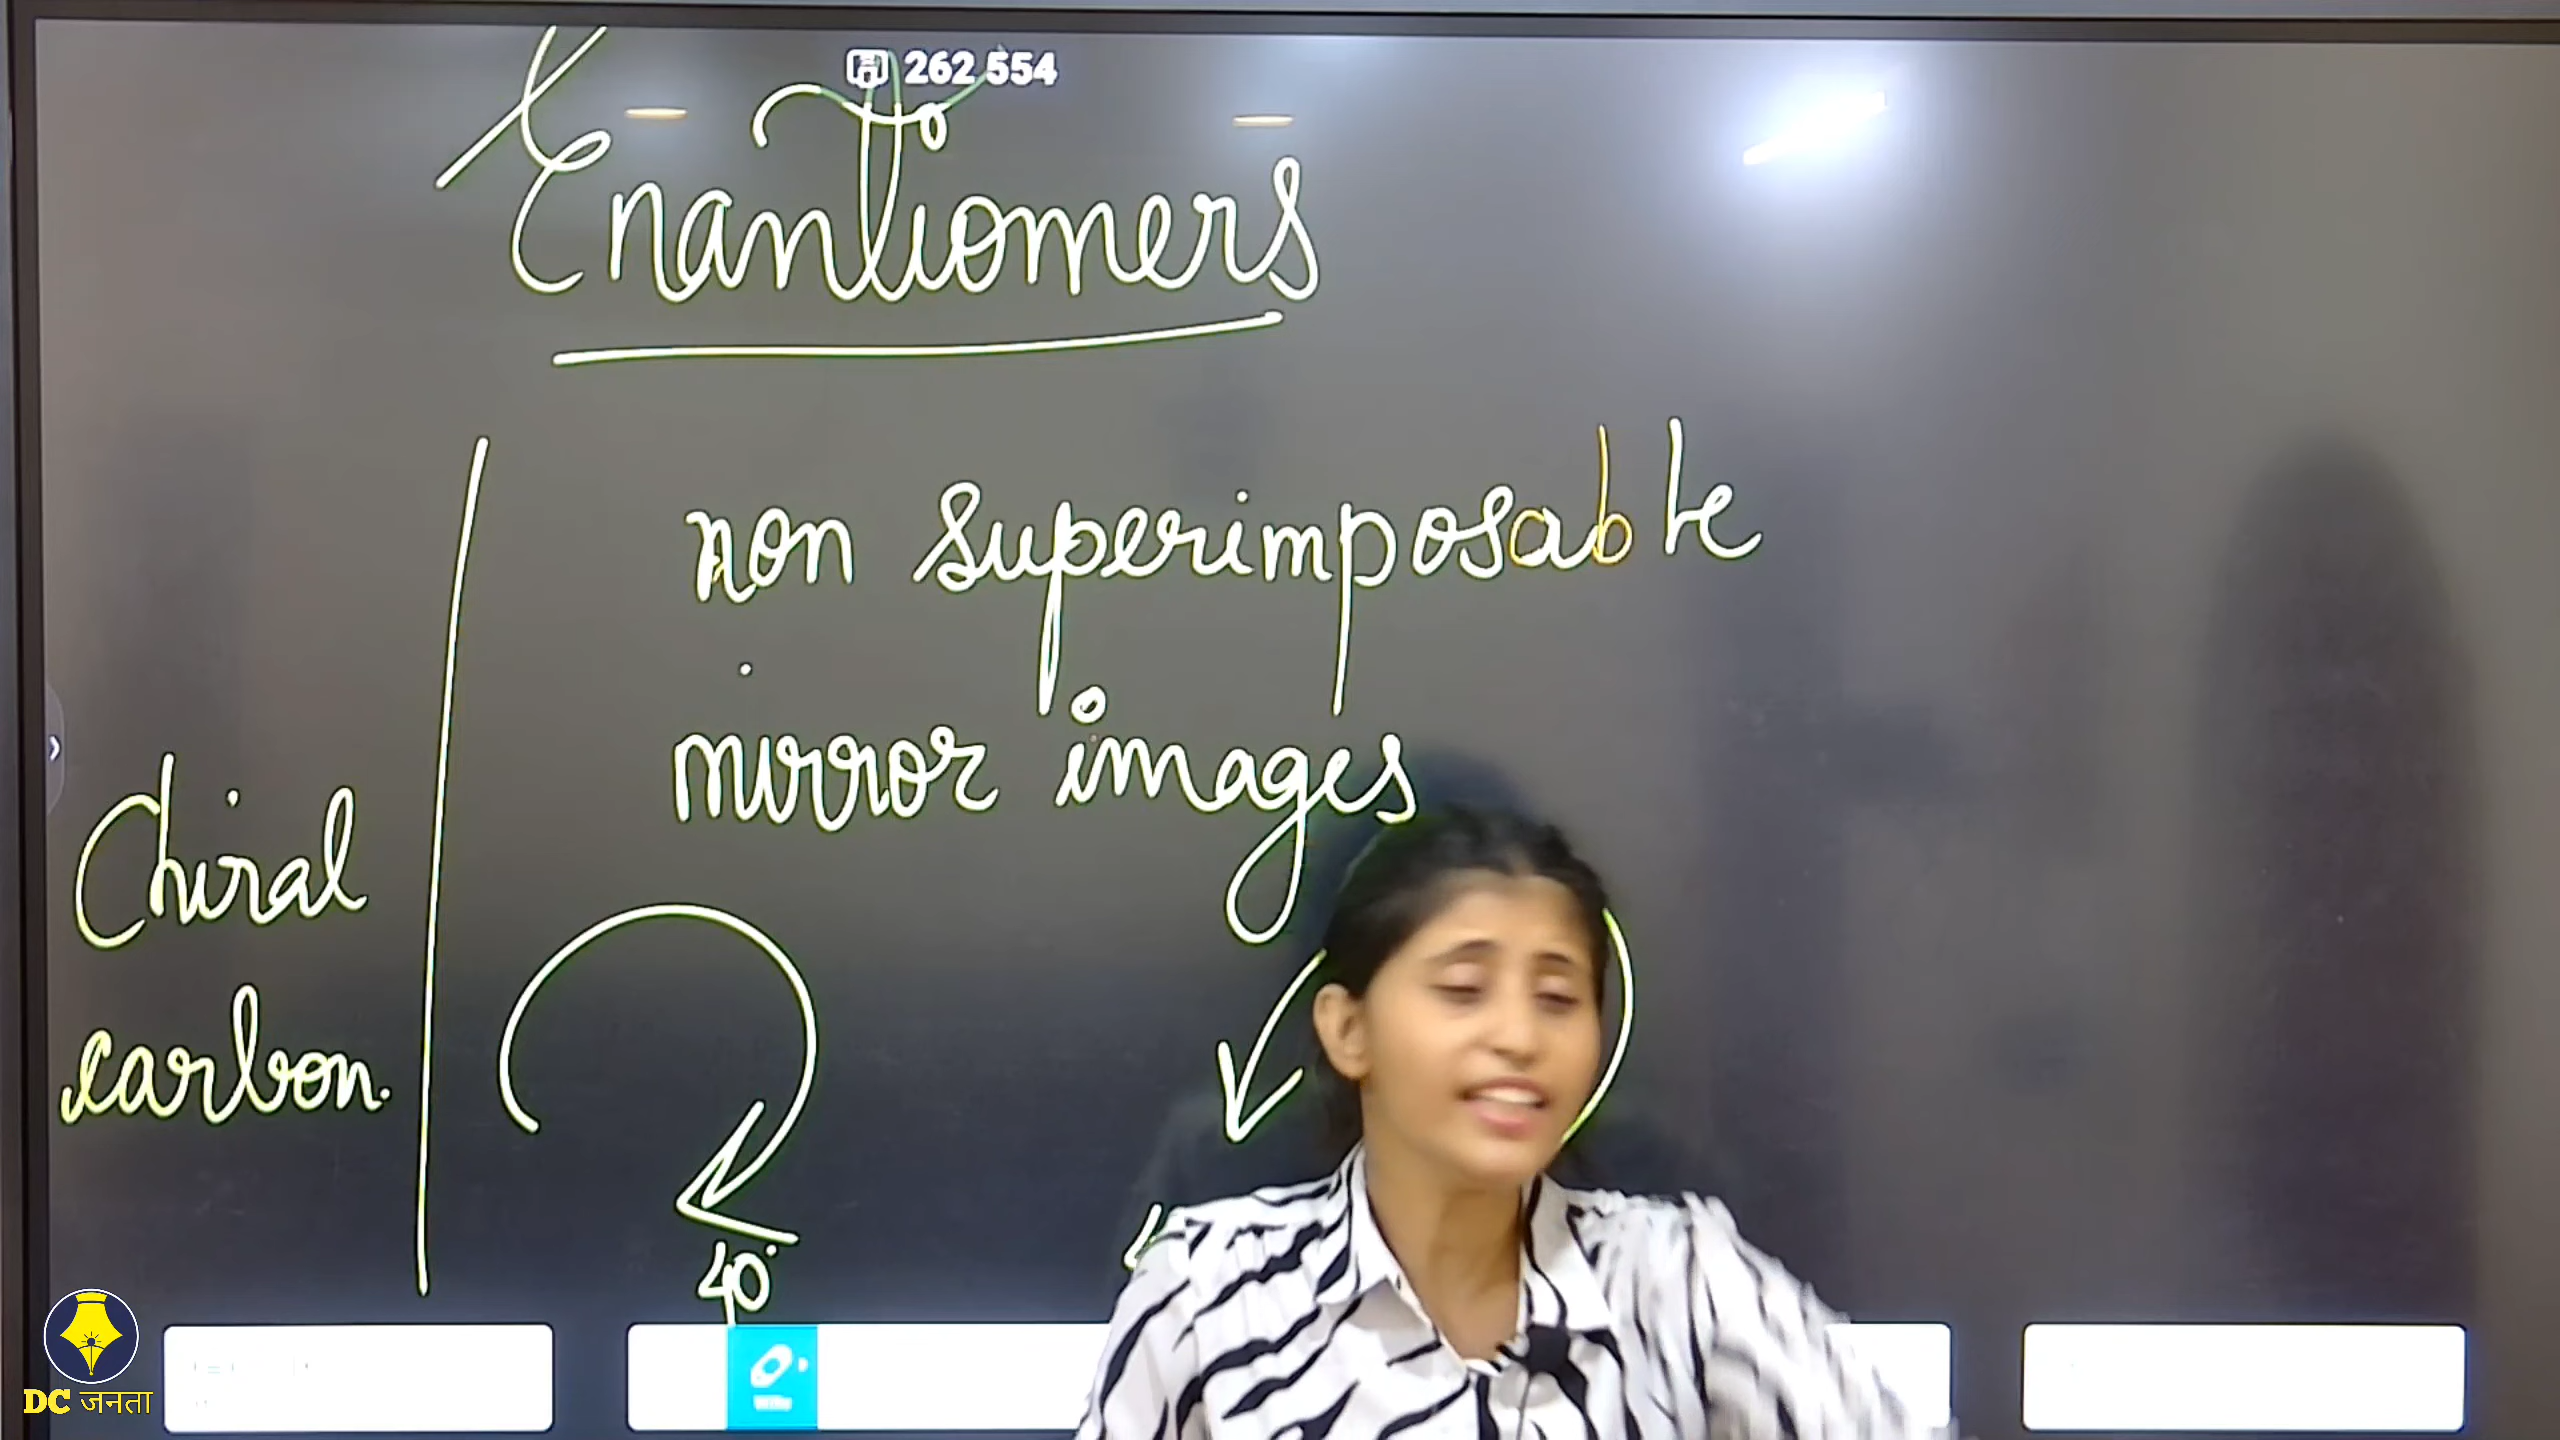 262 554
Enantiomers
non superimposable
mirror images
Chiral
carbon.
40°
DC जनता